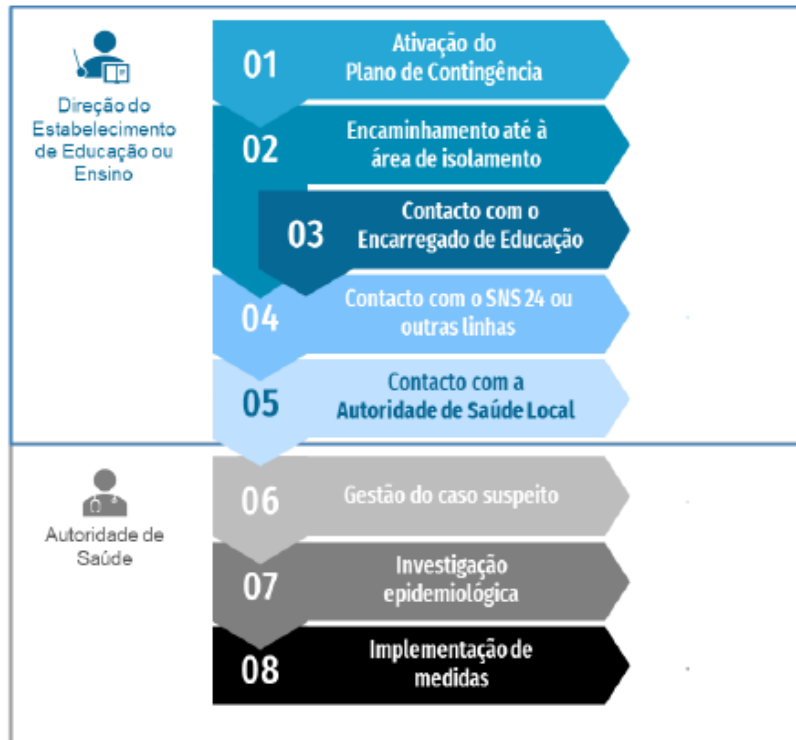 Direção do
Estabelecimento
de Educação ou
Ensino
01
Ativação do
Plano de Contingência
02
Encaminhamento até à
área de isolamento
03
Contacto com o
Encarregado de Educação
04
Contacto com o SNS 24 ou
outras linhas
05
Contacto com a
Autoridade de Saúde Local
Autoridade de
Saúde
06
Gestão do caso suspeito
07
Investigação
epidemiológica
08
Implementação de
medidas